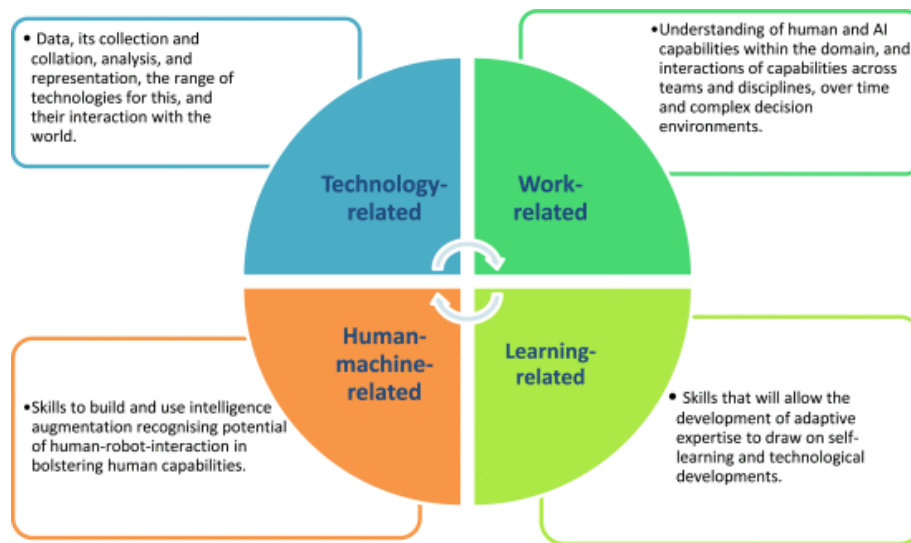 • Data, its collection and
collation, analysis, and
representation, the range of
technologies for this, and
their interaction with the
world.
•Understanding of human and AI
capabilities within the domain, and
interactions of capabilities across
teams and disciplines, over time
and complex decision
environments.
Technology-
related
Work-
related
Human-
machine-
related
Learning-
related
•Skills to build and use intelligence
augmentation recognising potential
of human-robot-interaction in
bolstering human capabilities.
• Skills that will allow the
development of adaptive
expertise to draw on self-
learning and technological
developments.